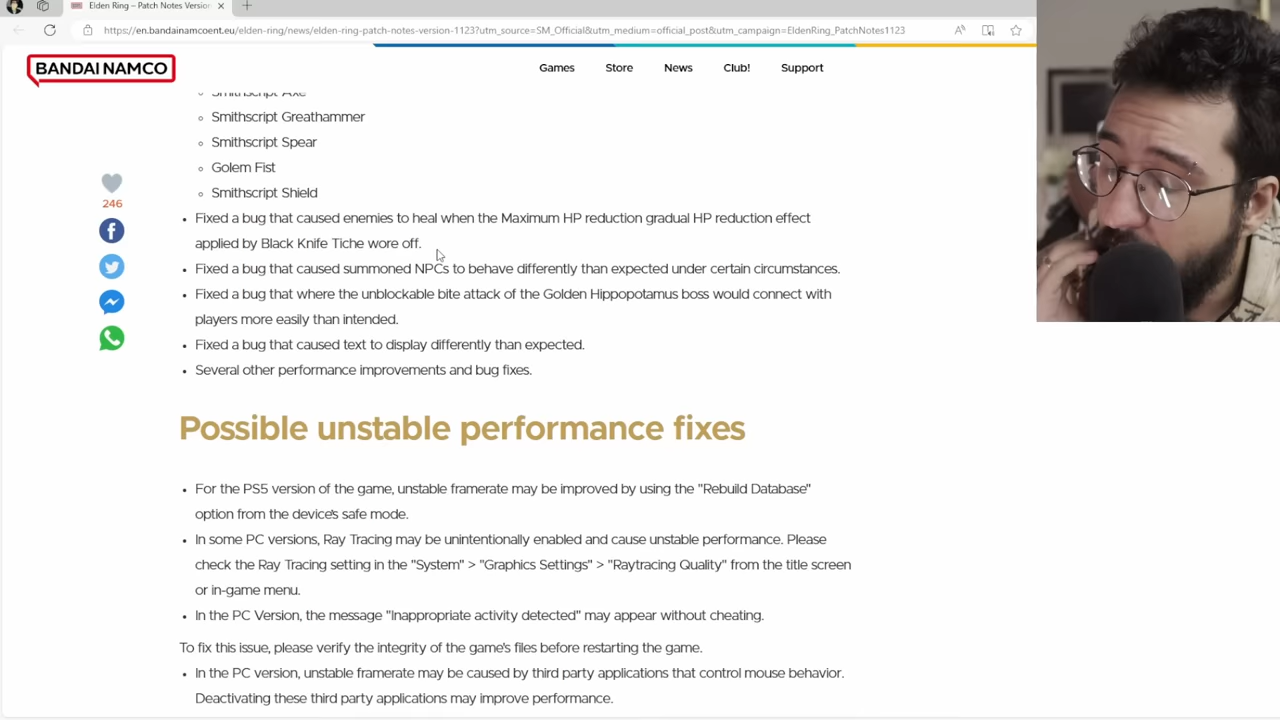 Elden Ring – Patch Notes Version
https://en.bandainamcoent.eu/elden-ring/news/elden-ring-patch-notes-version-1123?utm_source=SM_Official&utm_medium=official_post&utm_campaign=EldenRing_PatchNotes1123
BANDAI NAMCO
Games
Store
News
Club!
Support
Smithscript Axe
Smithscript Greathammer
Smithscript Spear
Golem Fist
Smithscript Shield
246
Fixed a bug that caused enemies to heal when the Maximum HP reduction gradual HP reduction effect
applied by Black Knife Tiche wore off.
Fixed a bug that caused summoned NPCs to behave differently than expected under certain circumstances.
Fixed a bug that where the unblockable bite attack of the Golden Hippopotamus boss would connect with
players more easily than intended.
Fixed a bug that caused text to display differently than expected.
Several other performance improvements and bug fixes.
Possible unstable performance fixes
For the PS5 version of the game, unstable framerate may be improved by using the "Rebuild Database"
option from the device's safe mode.
In some PC versions, Ray Tracing may be unintentionally enabled and cause unstable performance. Please
check the Ray Tracing setting in the "System" > "Graphics Settings" > "Raytracing Quality" from the title screen
or in-game menu.
In the PC Version, the message "Inappropriate activity detected" may appear without cheating.
To fix this issue, please verify the integrity of the game's files before restarting the game.
In the PC version, unstable framerate may be caused by third party applications that control mouse behavior.
Deactivating these third party applications may improve performance.